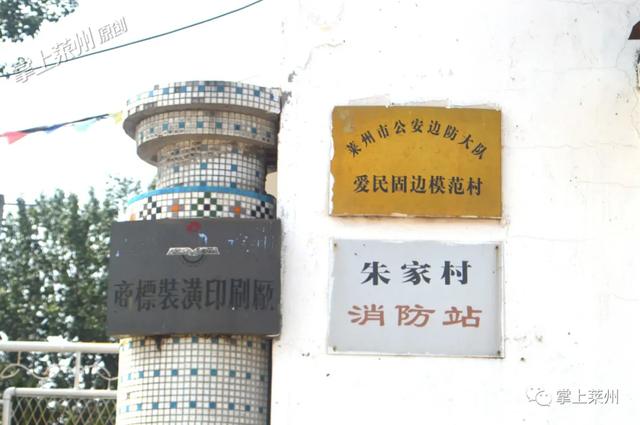 掌上莱州 原创
莱州市公安边防大队
爱民固边模范村
商標裝潢印刷廠
朱家村
消防站
掌上莱州